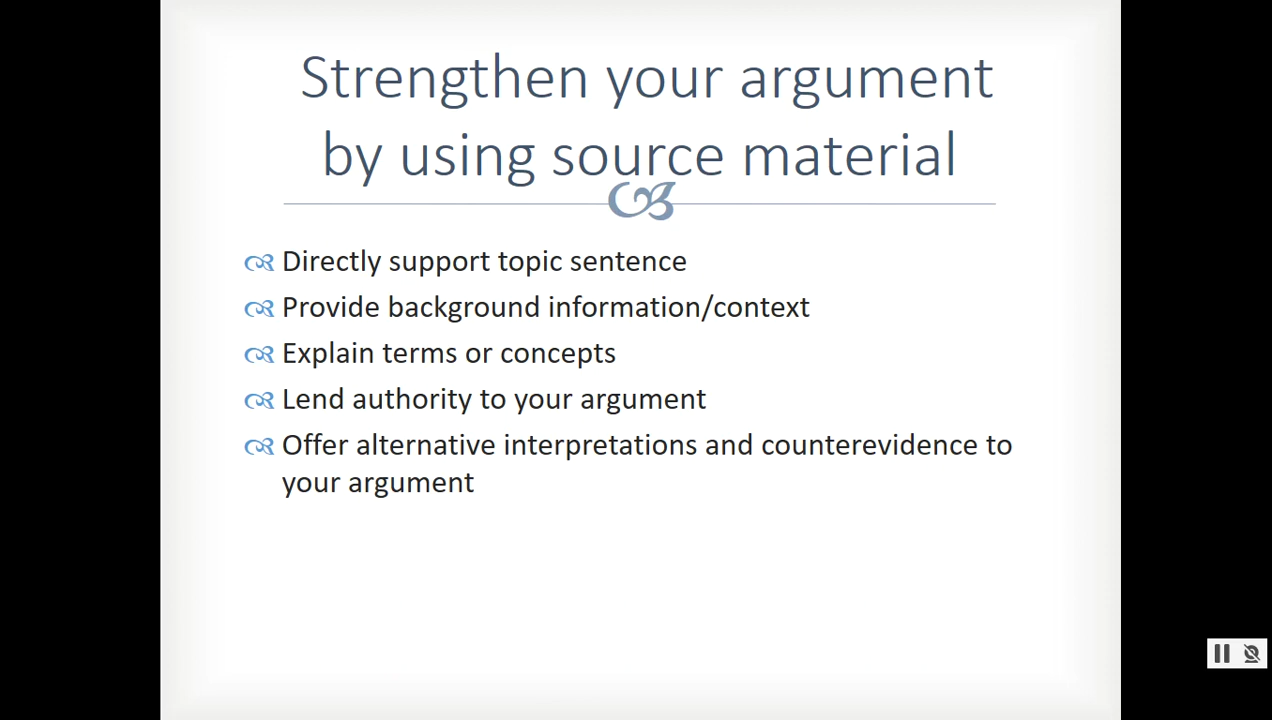 Strengthen your argument
by using source material
Directly support topic sentence
Provide background information/context
Explain terms or concepts
Lend authority to your argument
Offer alternative interpretations and counterevidence to
your argument